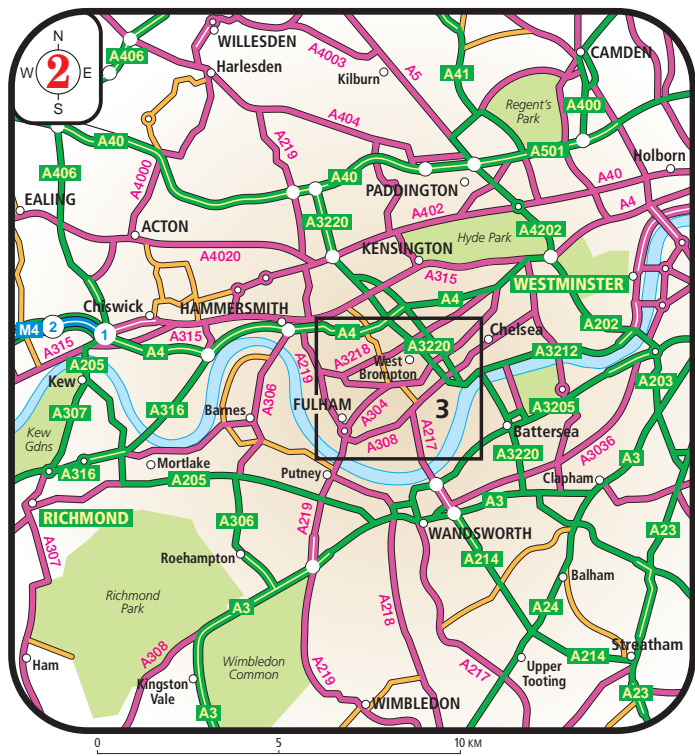 N
W 2 E
S
A406
WILLESDEN
Harlesden
A4003
Kilburn
A5
A41
CAMDEN
A400
Regent's
Park
A404
A219
A40
A406
A4000
A40
A501
Holborn
PADDINGTON
A40
A4
EALING
A402
A3220
A4202
ACTON
Hyde Park
KENSINGTON
A4020
A315
WESTMINSTER
Chiswick
HAMMERSMITH
A4
M4 2
1
A315
A315
A4
A4
A3220
Chelsea
A202
A3218
A3212
A205
A219
West
Brompton
A203
Kew
A306
A316
A307
Barnes
FULHAM
A304
3
A3205
A308
A217
Battersea
Kew
Gdns
A3220
A3036
A3
A316
Mortlake
Putney
A205
Clapham
A3
RICHMOND
A306
A219
WANDSWORTH
A23
A307
Roehampton
A214
Balham
Richmond
Park
A3
A218
A24
Streatham
A308
Wimbledon
Common
A219
A217
A214
Ham
Upper
Tooting
Kingston
Vale
A3
WIMBLEDON
A23
0 5 10 KM